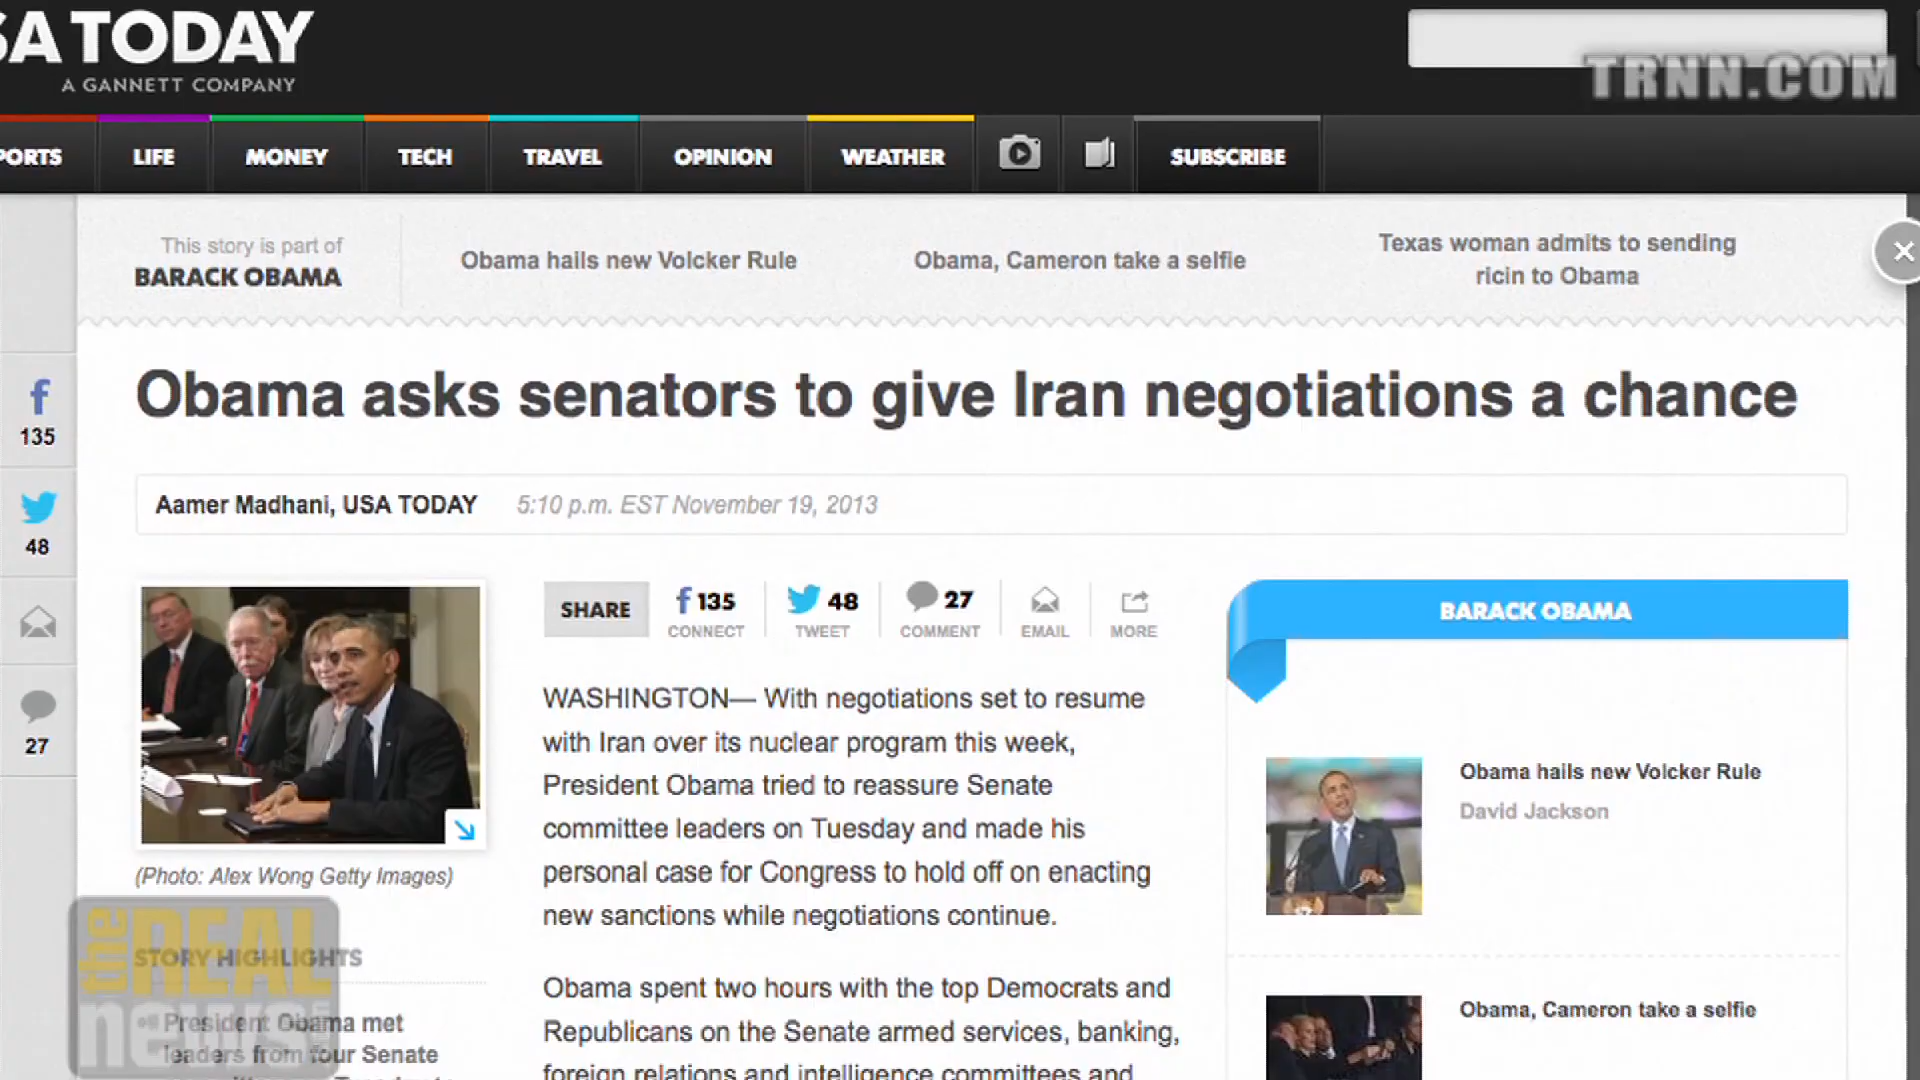 SA TODAY
A GANNETT COMPANY
TRNN.COM
PORTS
LIFE
MONEY
TECH
TRAVEL
OPINION
WEATHER
SUBSCRIBE
This story is part of
BARACK OBAMA
Obama hails new Volcker Rule
Obama, Cameron take a selfie
Texas woman admits to sending
ricin to Obama
Obama asks senators to give Iran negotiations a chance
135
48
27
Aamer Madhani, USA TODAY
5:10 p.m. EST November 19, 2013
(Photo: Alex Wong Getty Images)
STORY HIGHLIGHTS
President Obama met
leaders from four Senate
the REAL
news
SHARE
135
CONNECT
48
TWEET
27
COMMENT
EMAIL
MORE
WASHINGTON— With negotiations set to resume
with Iran over its nuclear program this week,
President Obama tried to reassure Senate
committee leaders on Tuesday and made his
personal case for Congress to hold off on enacting
new sanctions while negotiations continue.
Obama spent two hours with the top Democrats and
Republicans on the Senate armed services, banking,
foreign relations and intelligence committees and
BARACK OBAMA
Obama hails new Volcker Rule
David Jackson
Obama, Cameron take a selfie